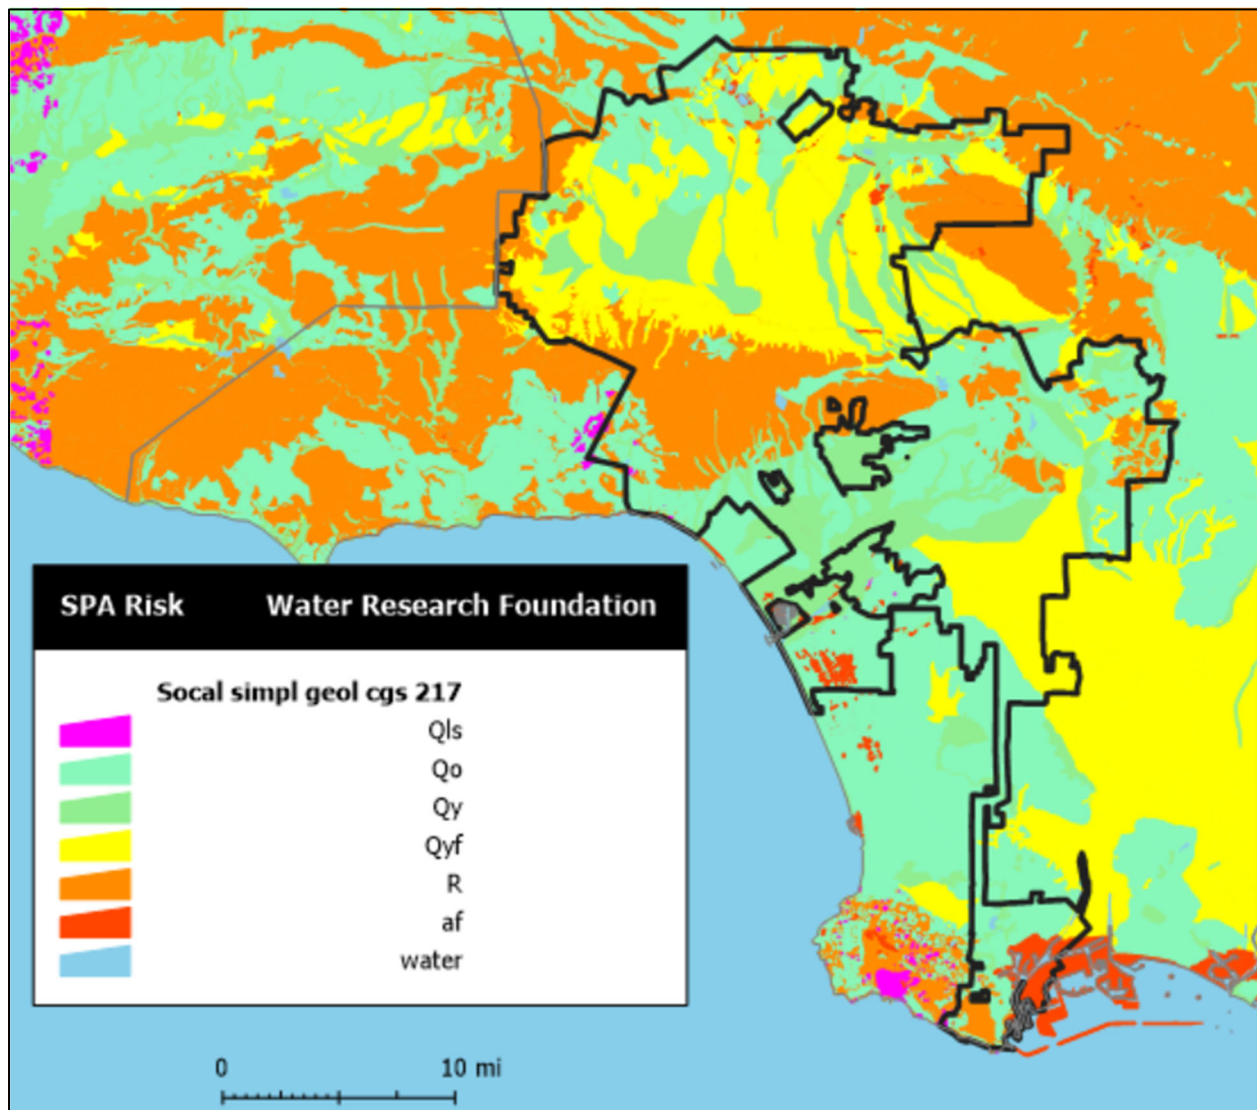 SPA Risk Water Research Foundation
Socal simpl geol cgs 217
Qls
Qo
Qy
Qyf
R
af
water
0 10 mi